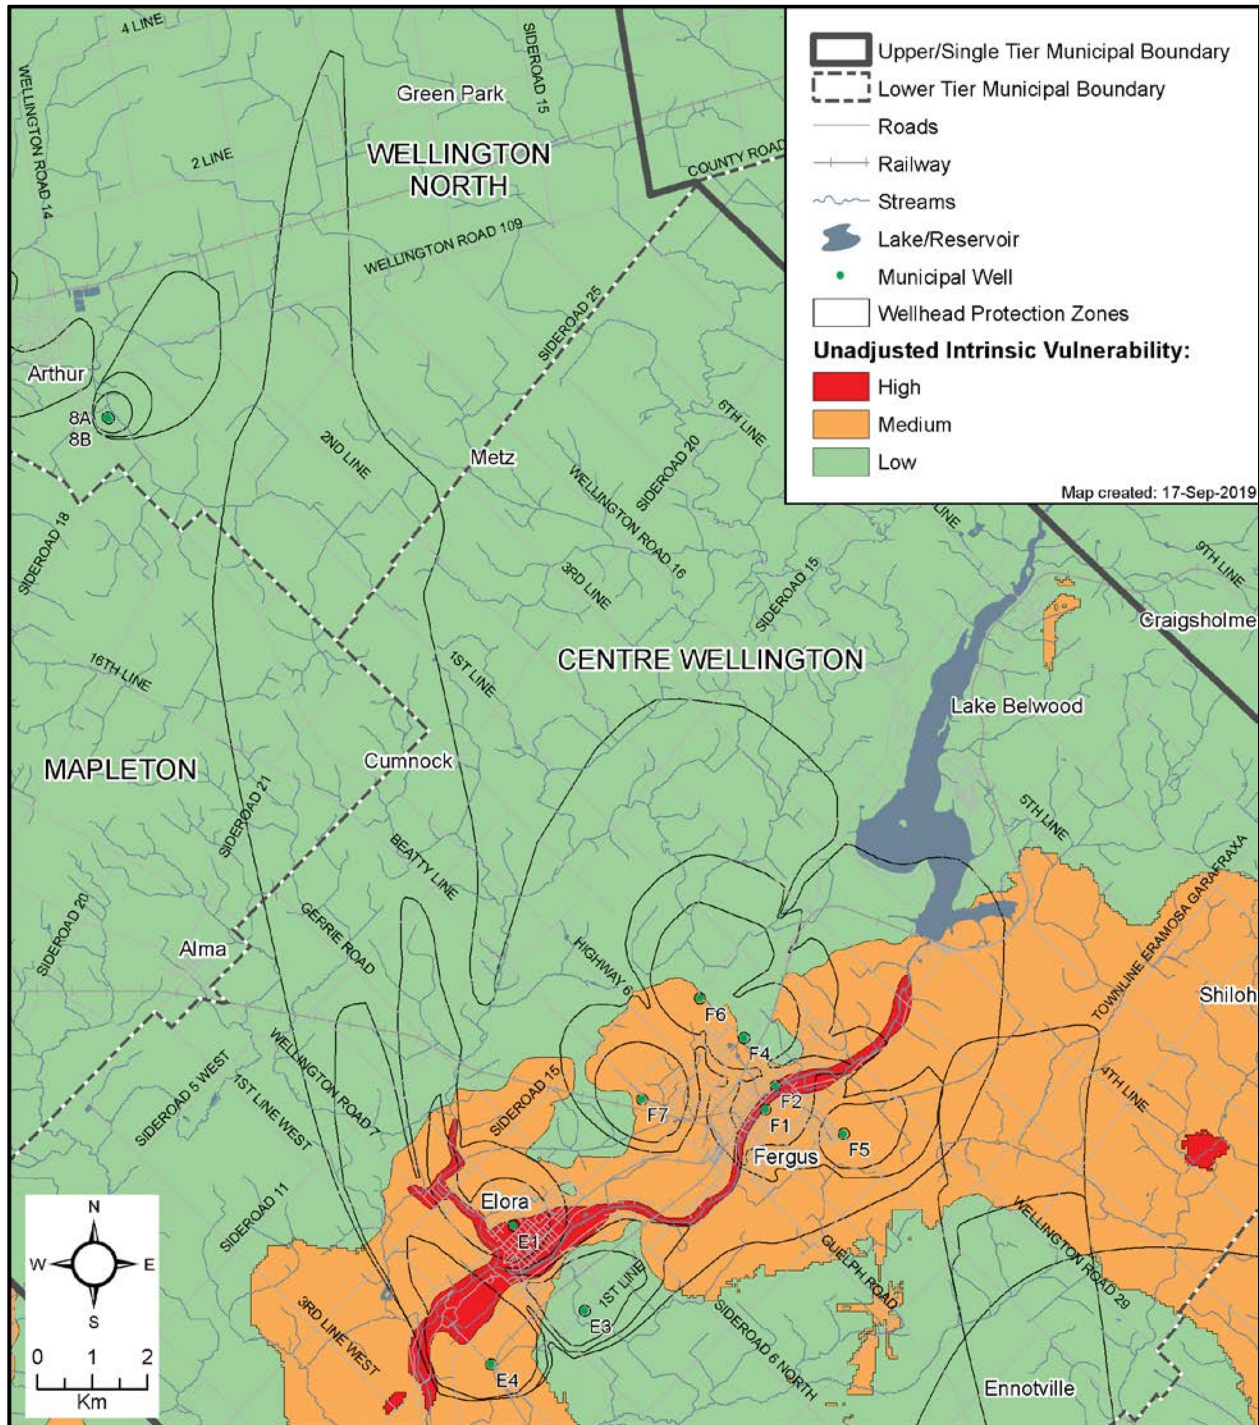 4 LINE
WELLINGTON ROAD 14
SIDEROAD 15
Green Park
2 LINE
WELLINGTON
NORTH
COUNTY ROAD
WELLINGTON ROAD 109
SIDEROAD 25
Arthur
8A
8B
2ND LINE
Metz
6TH LINE
SIDEROAD 20
WELLINGTON ROAD 16
SIDEROAD 18
3RD LINE
SIDEROAD 15
LINE
9TH LINE
Craigsholme
16TH LINE
1ST LINE
CENTRE WELLINGTON
Lake Belwood
MAPLETON
Cumnock
SIDEROAD 21
BEATTY LINE
5TH LINE
SIDEROAD 20
Alma
GERRIE ROAD
HIGHWAY 6
TOWNLINE ERAMOSA GARAFRAXA
Shiloh
F6
F4
SIDEROAD 5 WEST
1ST LINE WEST
WELLINGTON ROAD 7
SIDEROAD 15
F7
F2
F1
F5
4TH LINE
Fergus
SIDEROAD 11
Elora
E1
1ST LINE
E3
GUELPH ROAD
WELLINGTON ROAD 29
3RD LINE WEST
E4
SIDEROAD 6 NORTH
Ennotville
Upper/Single Tier Municipal Boundary
Lower Tier Municipal Boundary
Roads
Railway
Streams
Lake/Reservoir
Municipal Well
Wellhead Protection Zones
Unadjusted Intrinsic Vulnerability:
High
Medium
Low
Map created: 17-Sep-2019
N
W E
S
0 1 2
Km